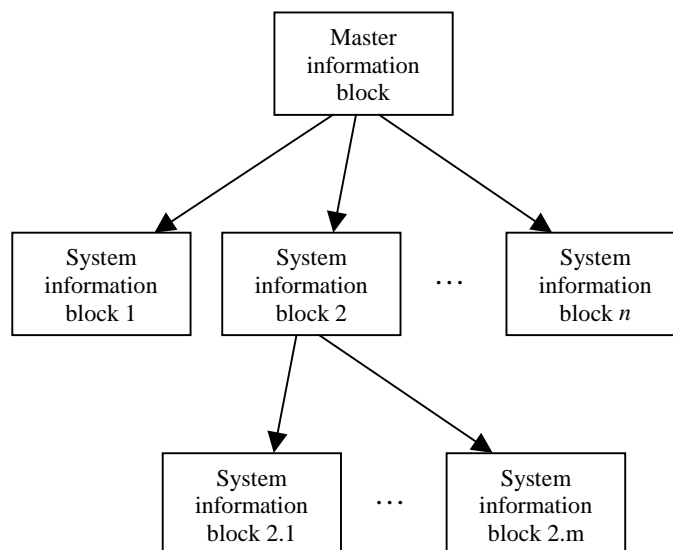 Master
information
block
System
information
block 1
System
information
block 2
...
System
information
block n
System
information
block 2.1
...
System
information
block 2.m